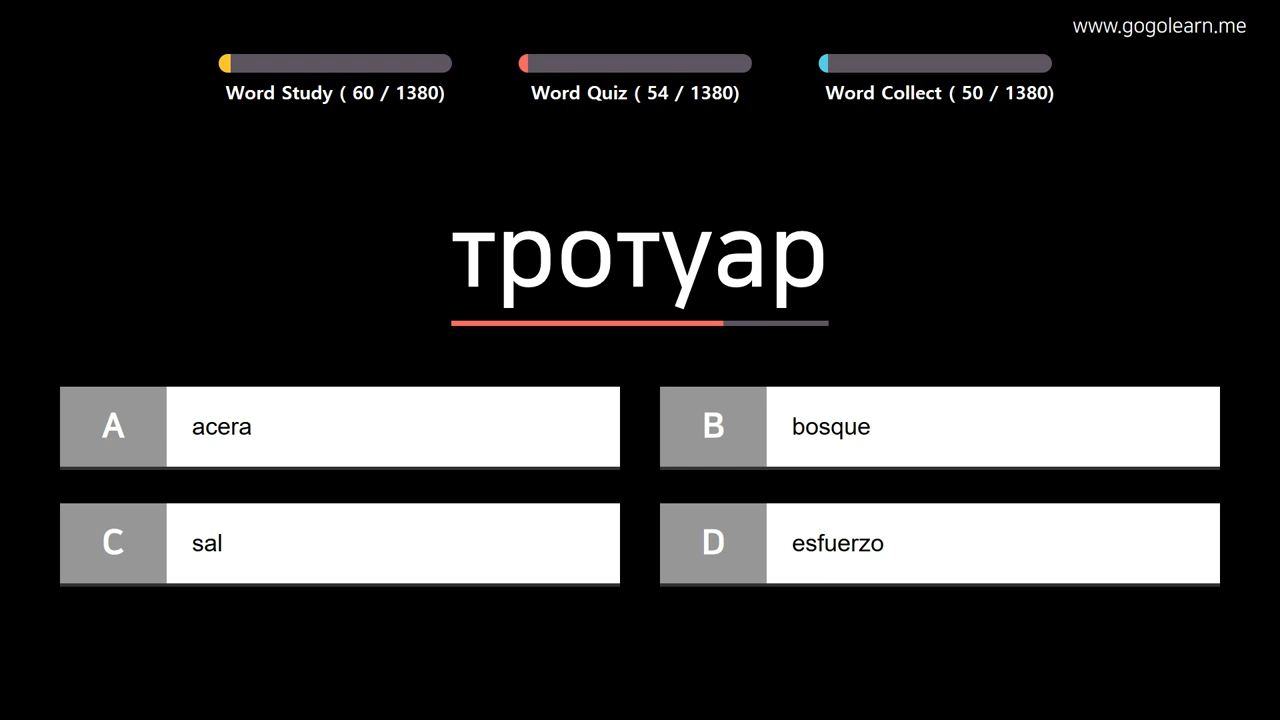 www.gogolearn.me
Word Study ( 60 / 1380)
Word Quiz ( 54 / 1380)
Word Collect ( 50 / 1380)
тротуар
A acera
B bosque
C sal
D esfuerzo